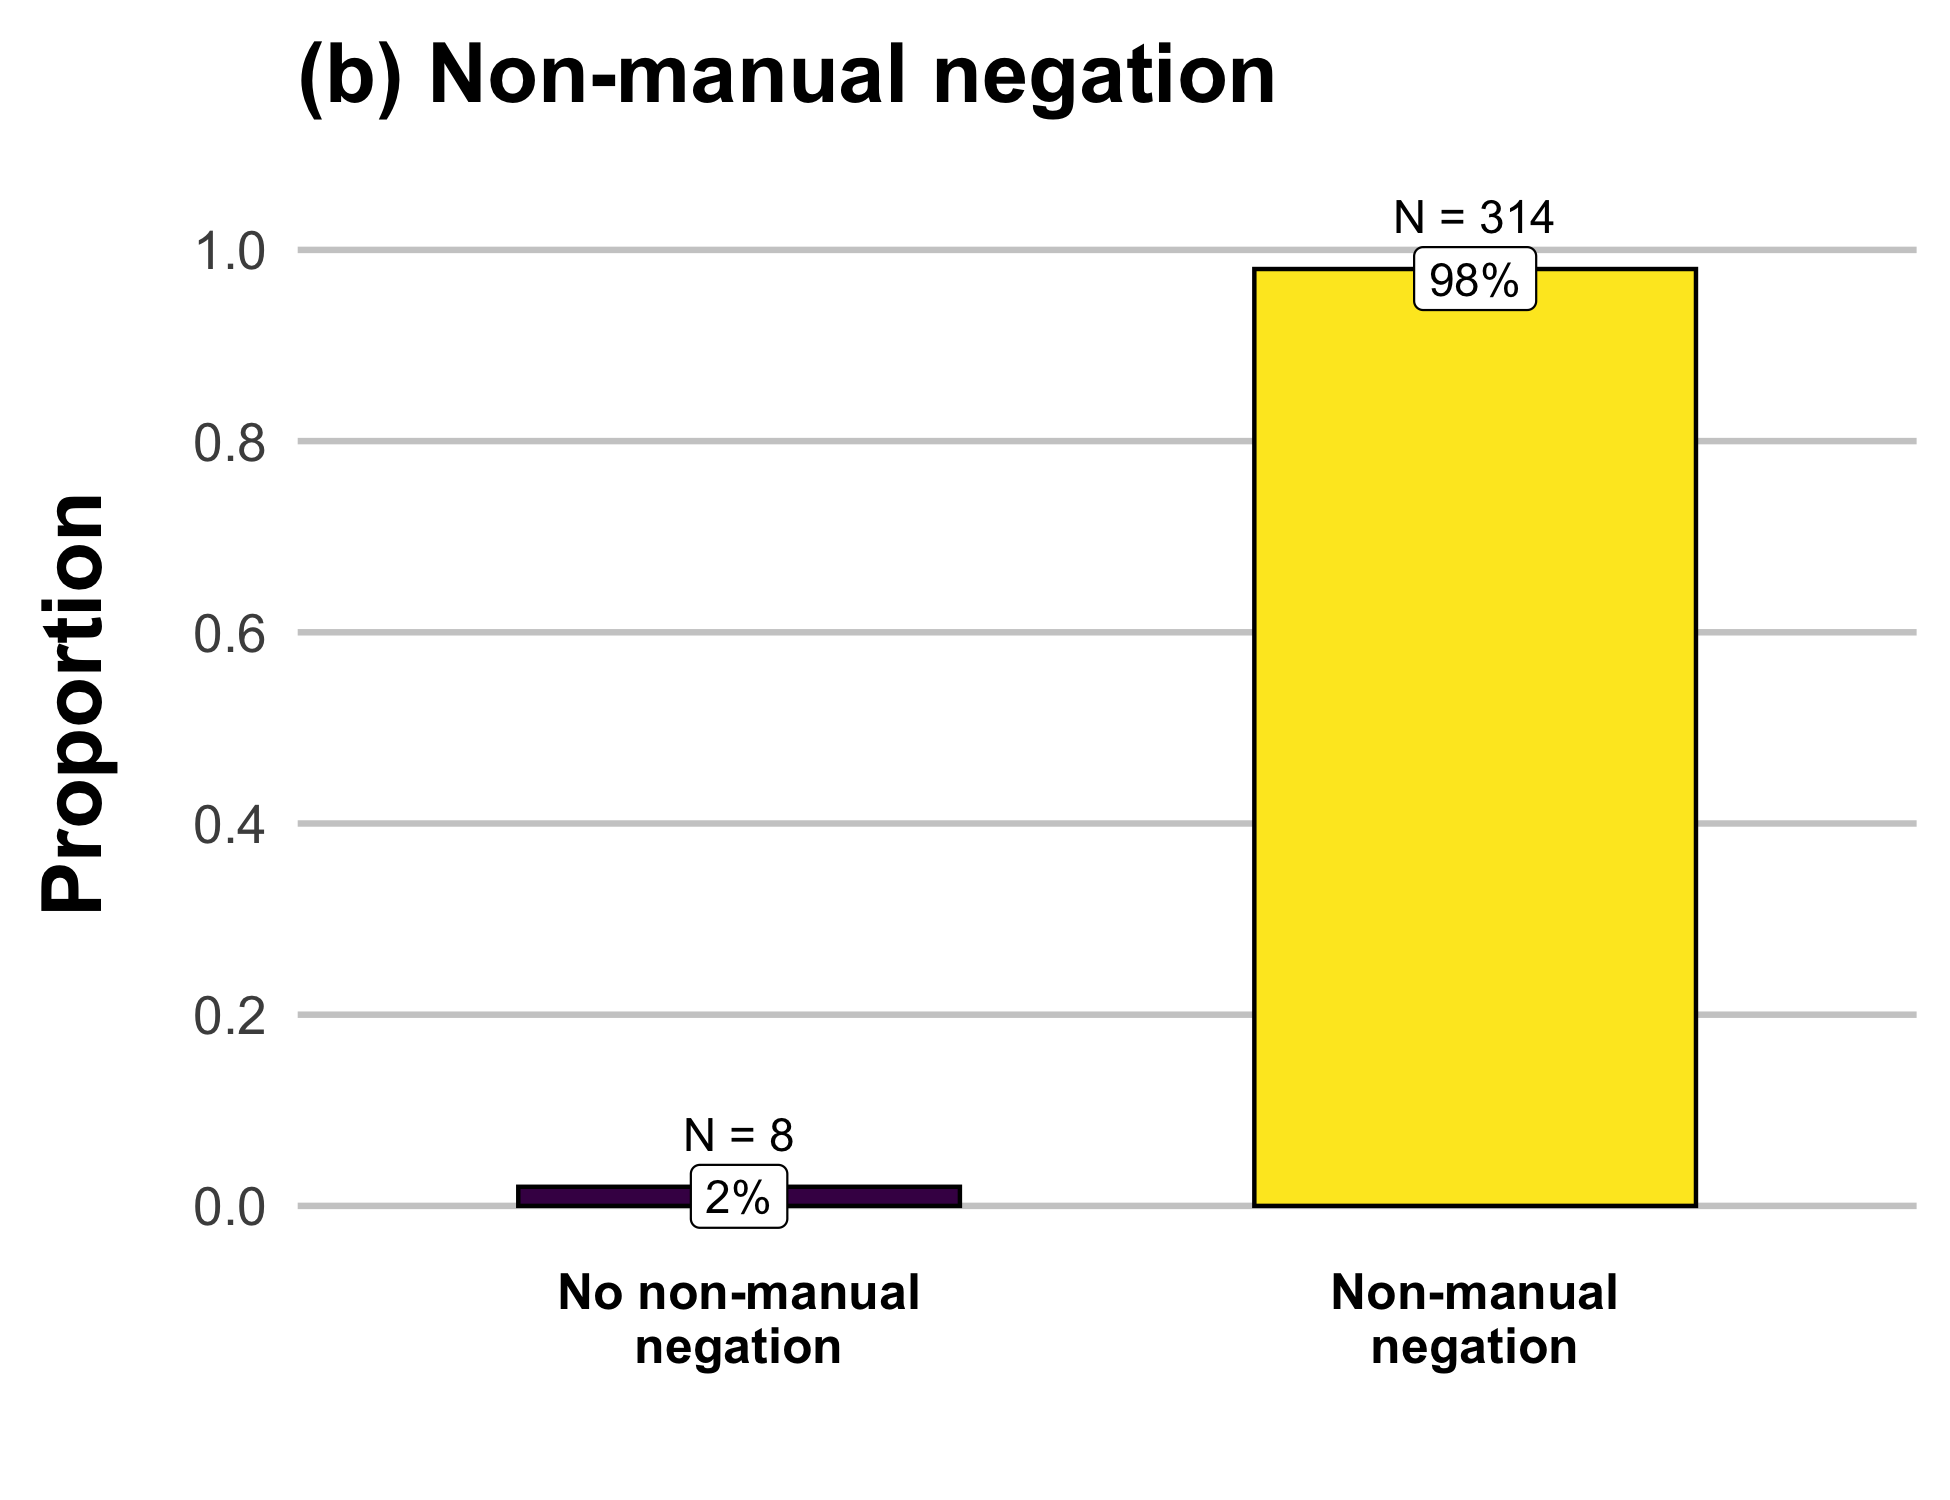 (b) Non-manual negation
Proportion
1.0
0.8
0.6
0.4
0.2
0.0
N = 314
98%
N = 8
2%
No non-manual
negation
Non-manual
negation